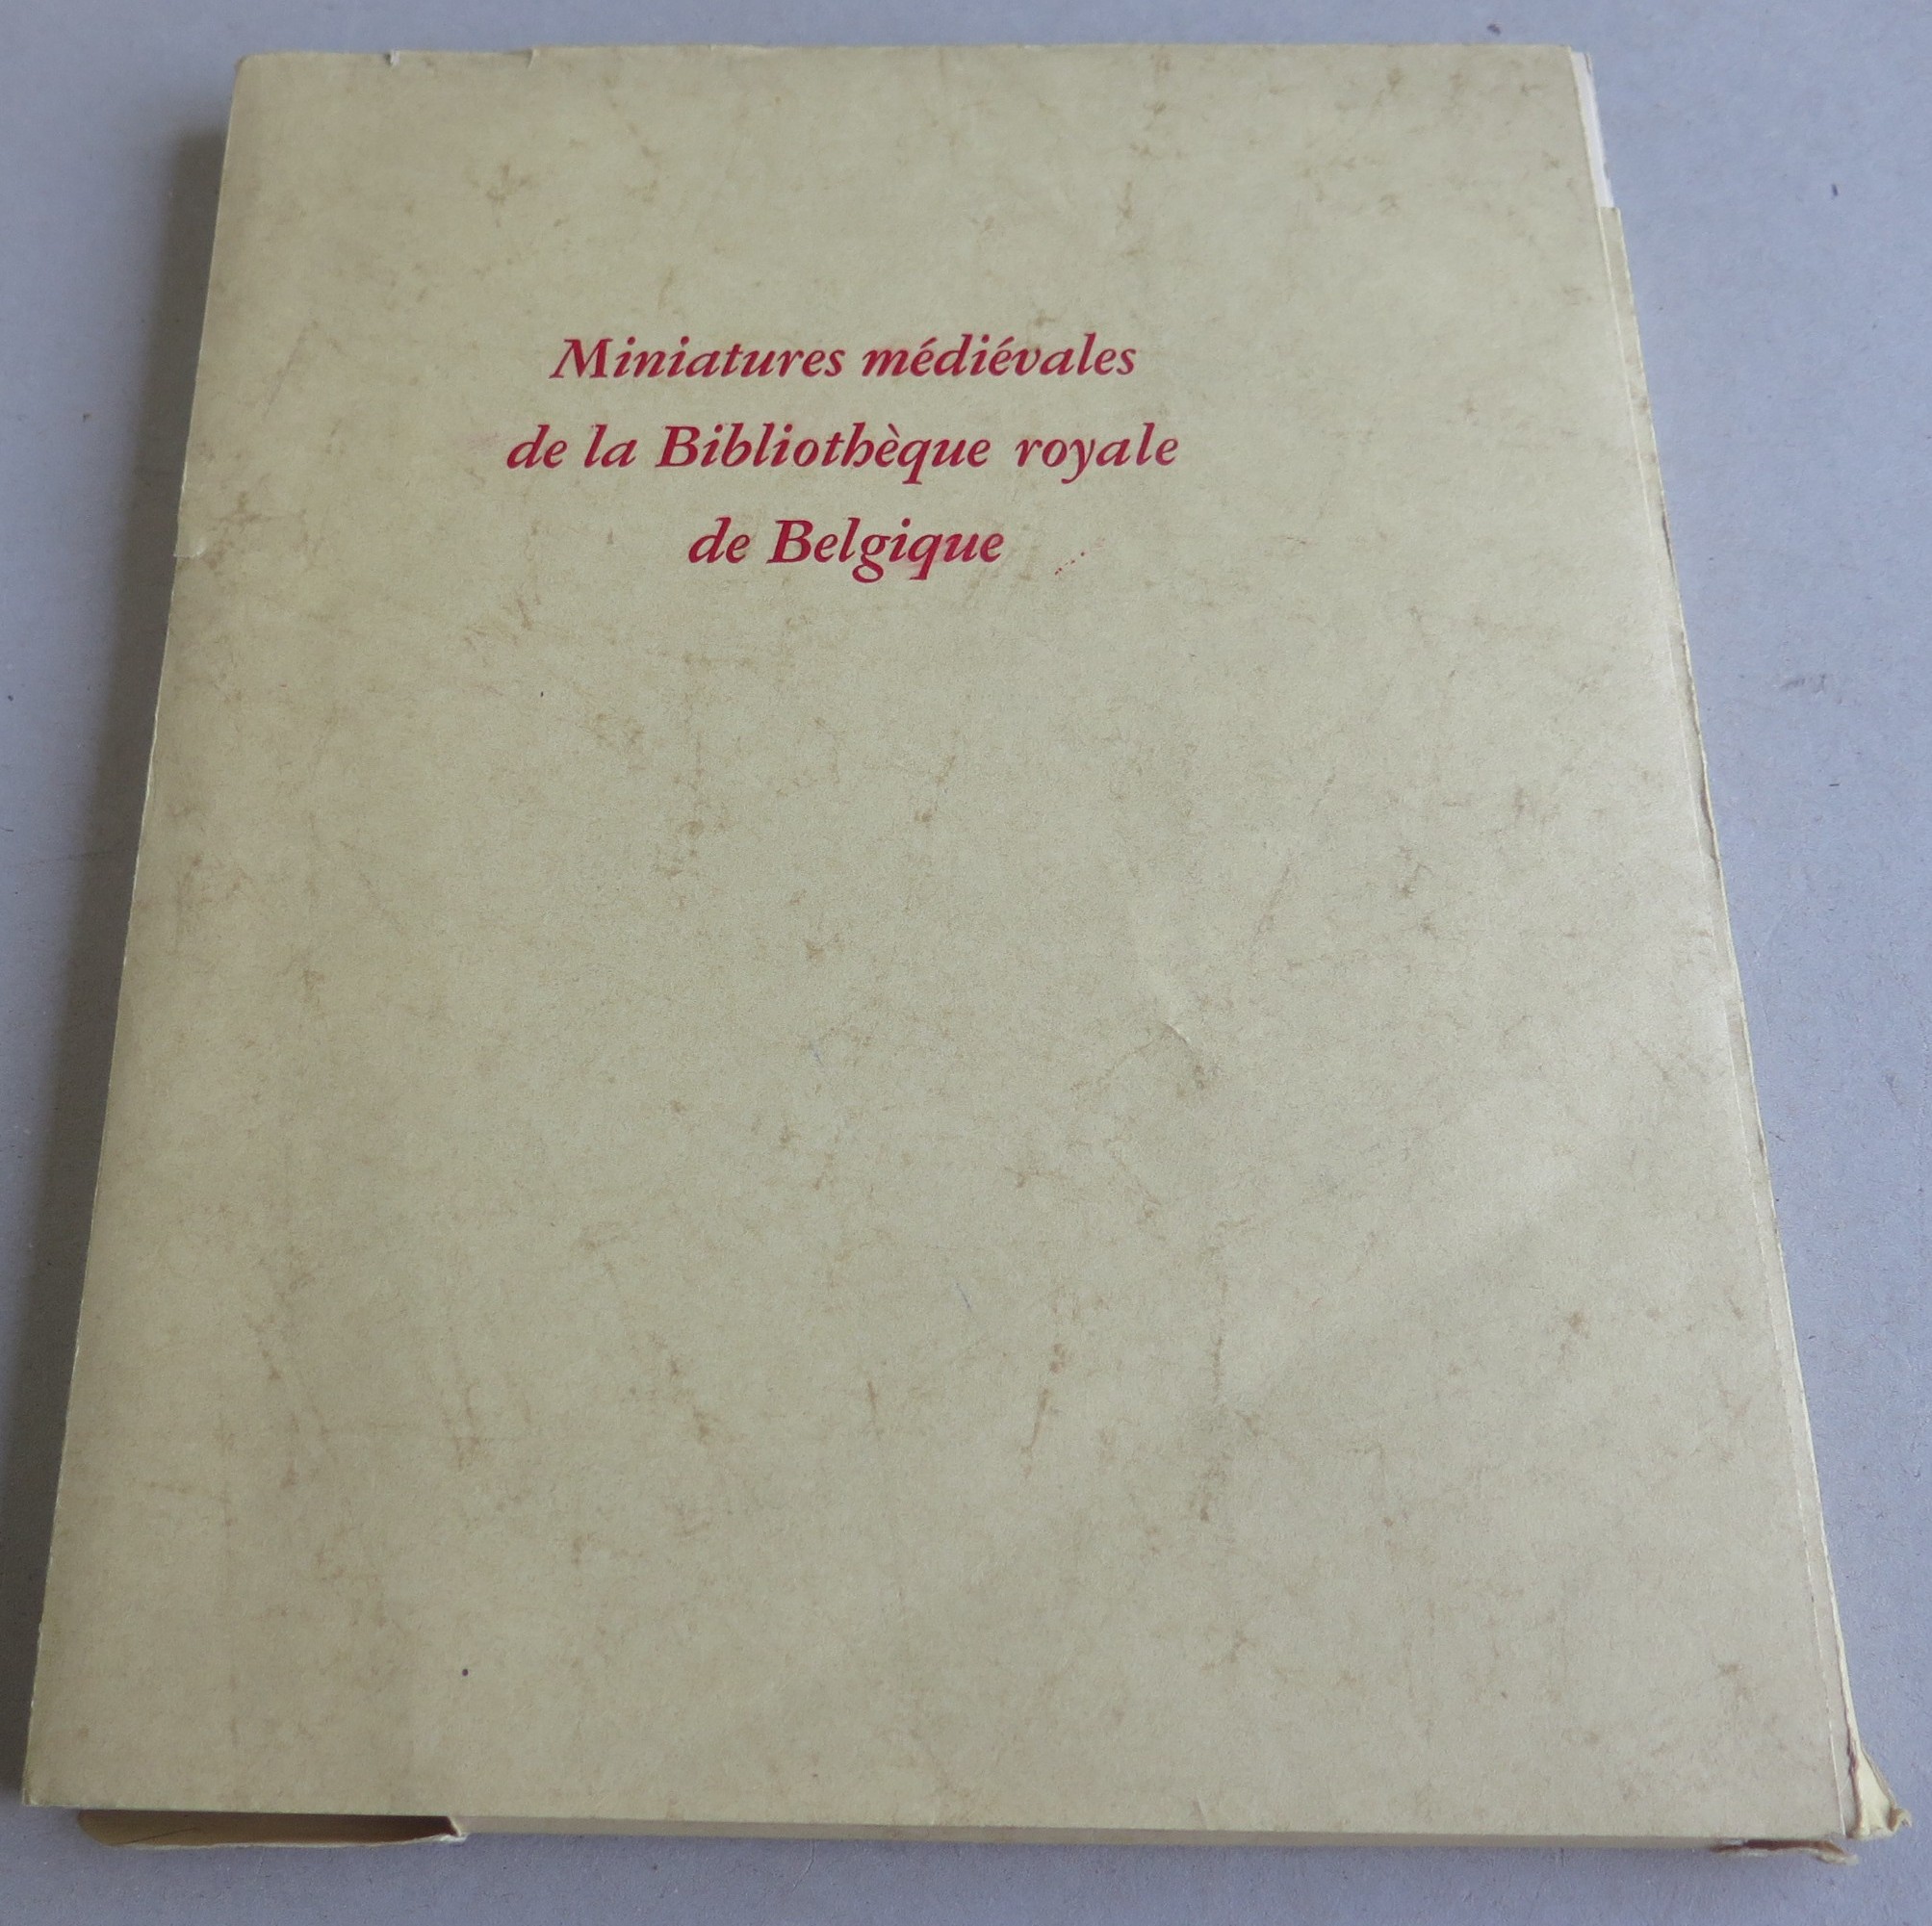 Miniatures médiévales
de la Bibliothèque royale
de Belgique